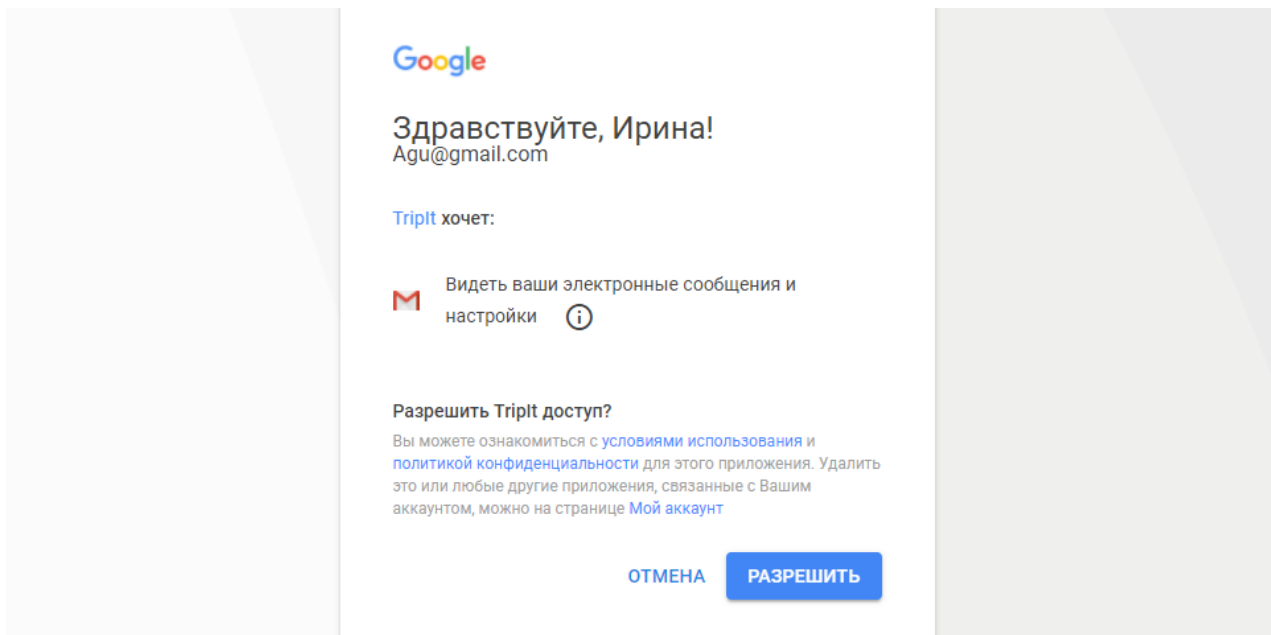 Google
Здравствуйте, Ирина!
Agu@gmail.com
TripIt хочет:
Видеть ваши электронные сообщения и
настройки
Разрешить TripIt доступ?
Вы можете ознакомиться с условиями использования и
политикой конфиденциальности для этого приложения. Удалить
это или любые другие приложения, связанные с Вашим
аккаунтом, можно на странице Мой аккаунт
ОТМЕНА РАЗРЕШИТЬ